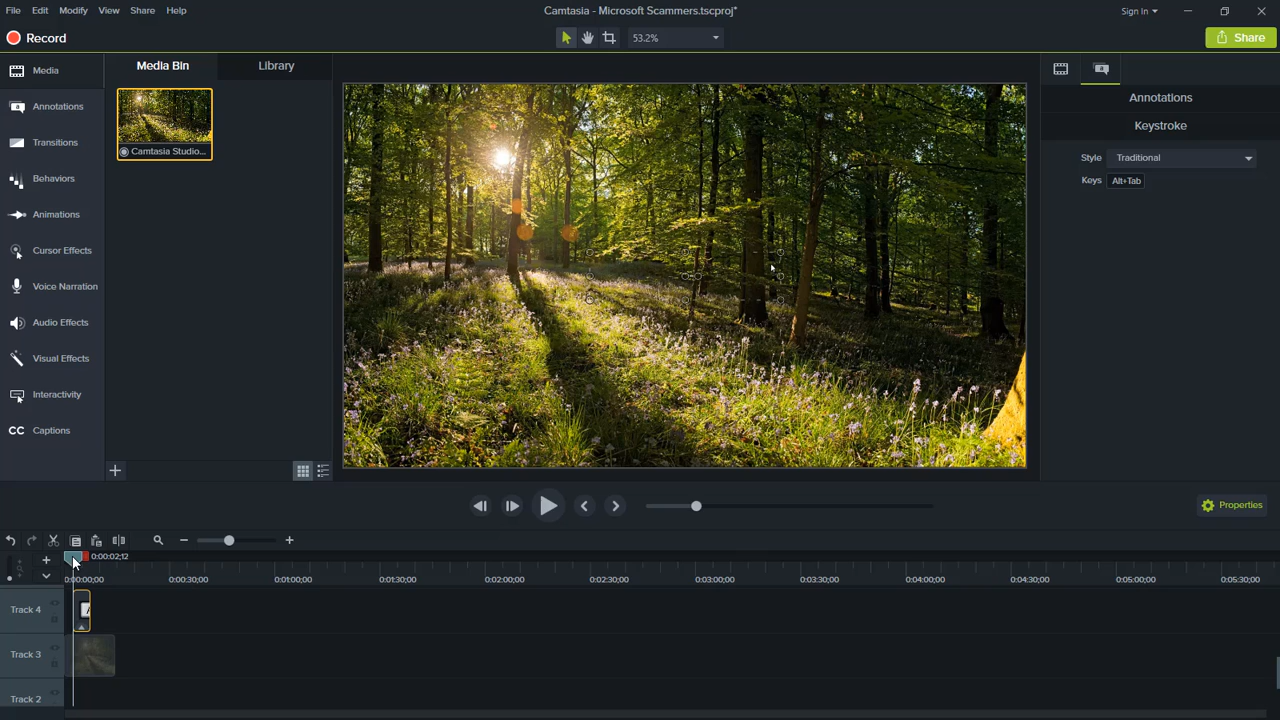 File Edit Modify View Share Help
Camtasia - Microsoft Scammers.tscproj*
Sign In
Record
53.2%
Share
Media
Annotations
Transitions
Behaviors
Animations
Cursor Effects
Voice Narration
Audio Effects
Visual Effects
Interactivity
CC Captions
Media Bin
Library
Camtasia Studio...
Annotations
Keystroke
Style Traditional
Keys Alt+Tab
Properties
0:00:02;12
0:00:00;00 0:00:30;00 0:01:00;00 0:01:30;00 0:02:00;00 0:02:30;00 0:03:00;00 0:03:30;00 0:04:00;00 0:04:30;00 0:05:00;00 0:05:30;00
Track 4
Track 3
Track 2